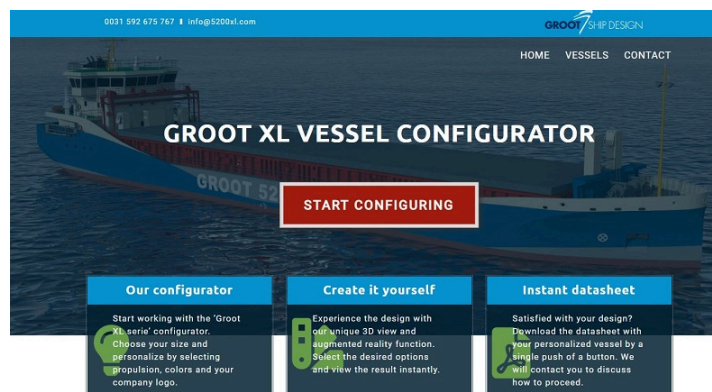 0031 592 675 767 info@5200xl.com
GROOT SHIP DESIGN
HOME VESSELS CONTACT
GROOT XL VESSEL CONFIGURATOR
GROOT 52
START CONFIGURING
Our configurator
Start working with the 'Groot
XL serie' configurator.
Choose your size and
personalize by selecting
propulsion, colors and your
company logo.
Create it yourself
Experience the design with
our unique 3D view and
augmented reality function.
Select the desired options
and view the result instantly.
Instant datasheet
Satisfied with your design?
Download the datasheet with
your personalized vessel by a
single push of a button. We
will contact you to discuss
how to proceed.